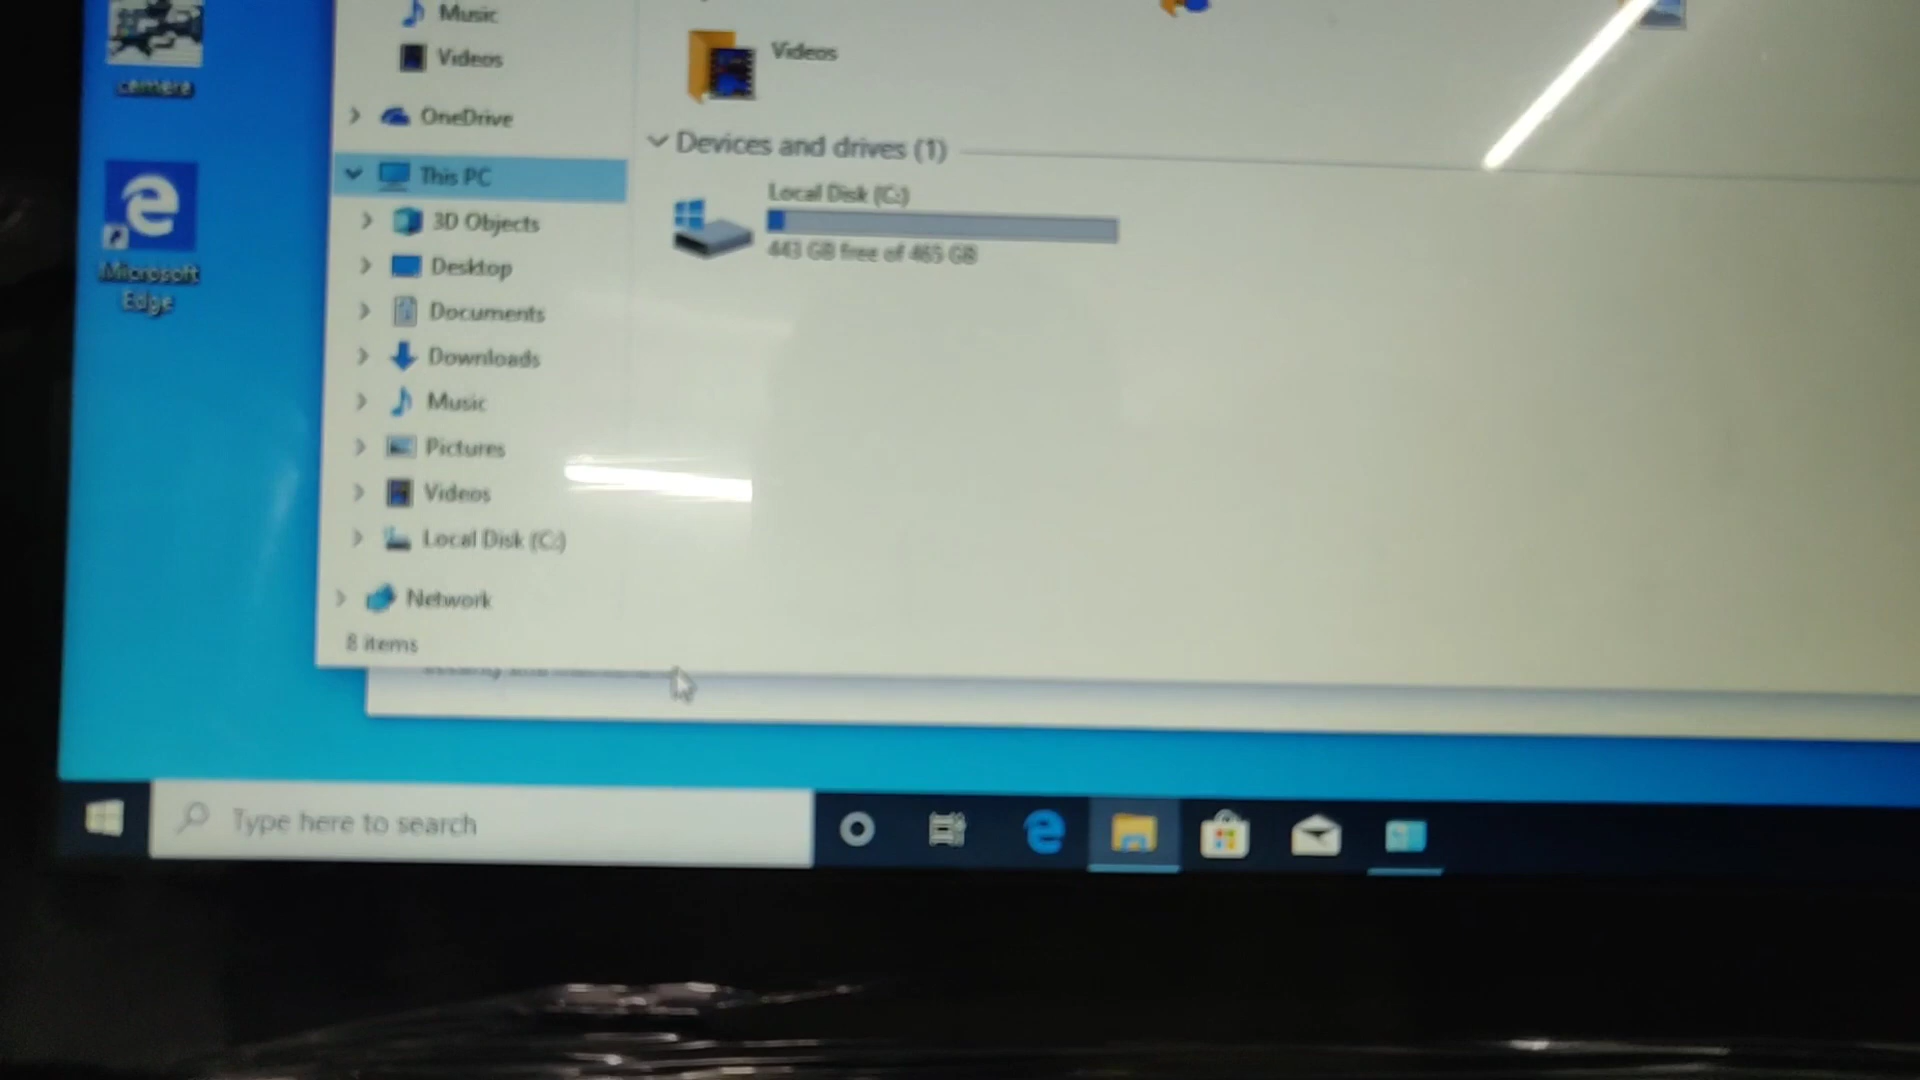 Music
Videos
OneDrive
This PC
3D Objects
Desktop
Documents
Downloads
Music
Pictures
Videos
Local Disk (C:)
Network
8 items
Videos
Devices and drives (1)
Local Disk (C:)
443 GB free of 465 GB
cemere
Microsoft
Edge
Type here to search